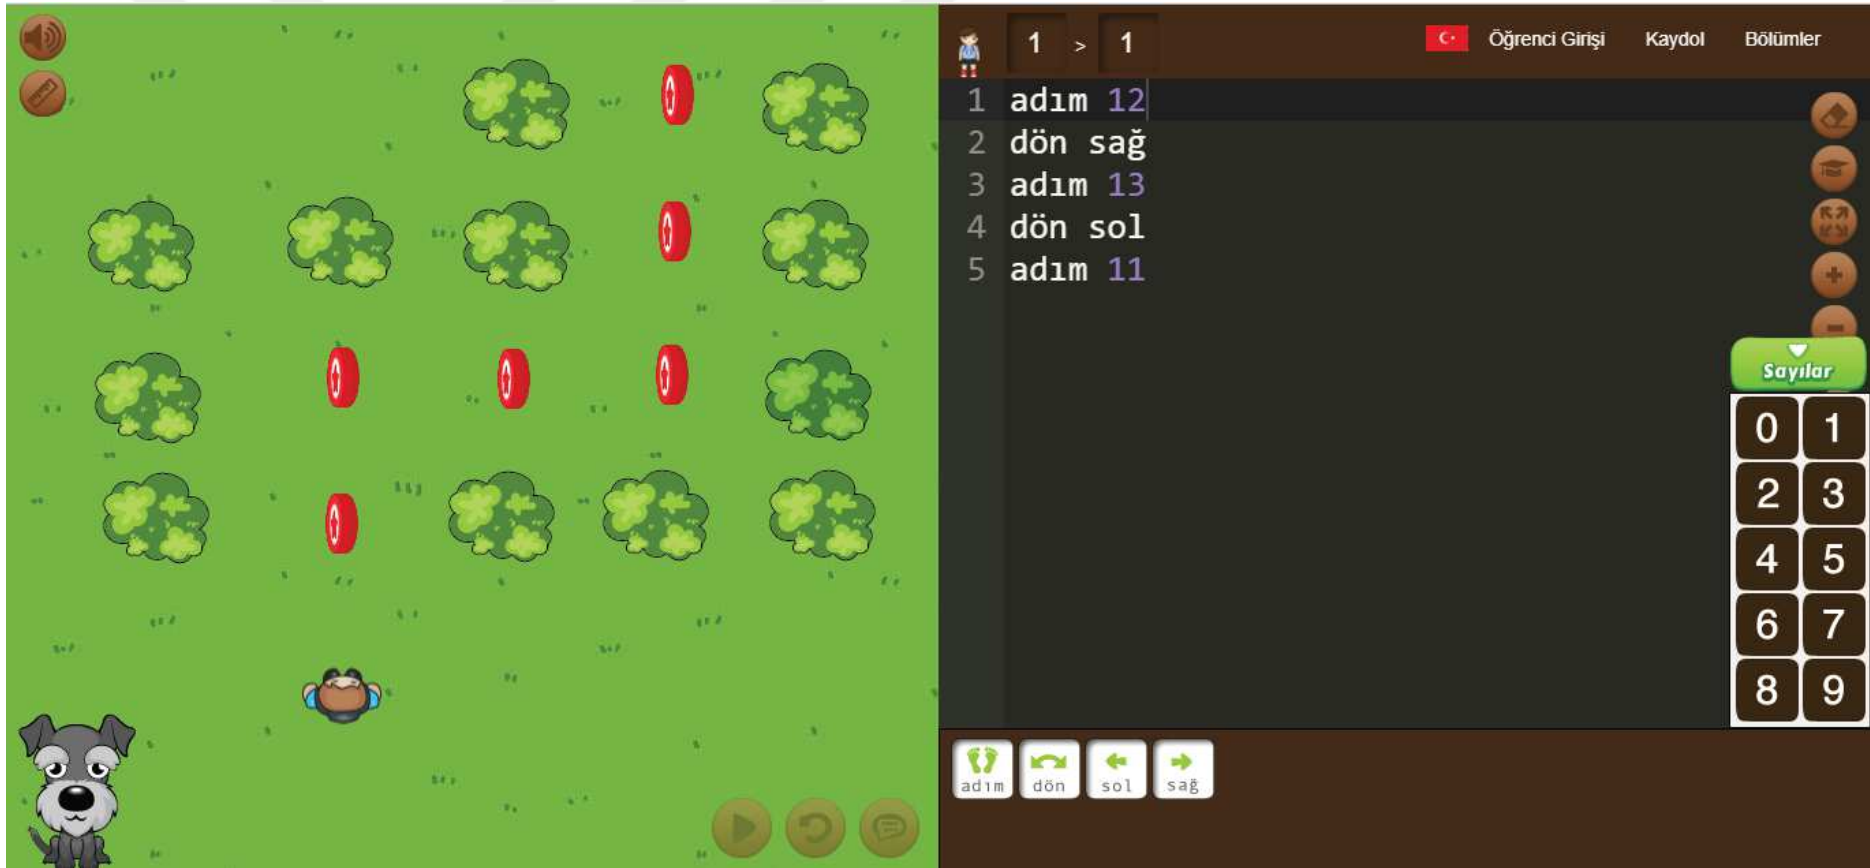 1 > 1
Öğrenci Girişi Kaydol Bölümler
1 adım 12
2 dön sağ
3 adım 13
4 dön sol
5 adım 11
Sayılar
0 1
2 3
4 5
6 7
8 9
adım dön sol sağ